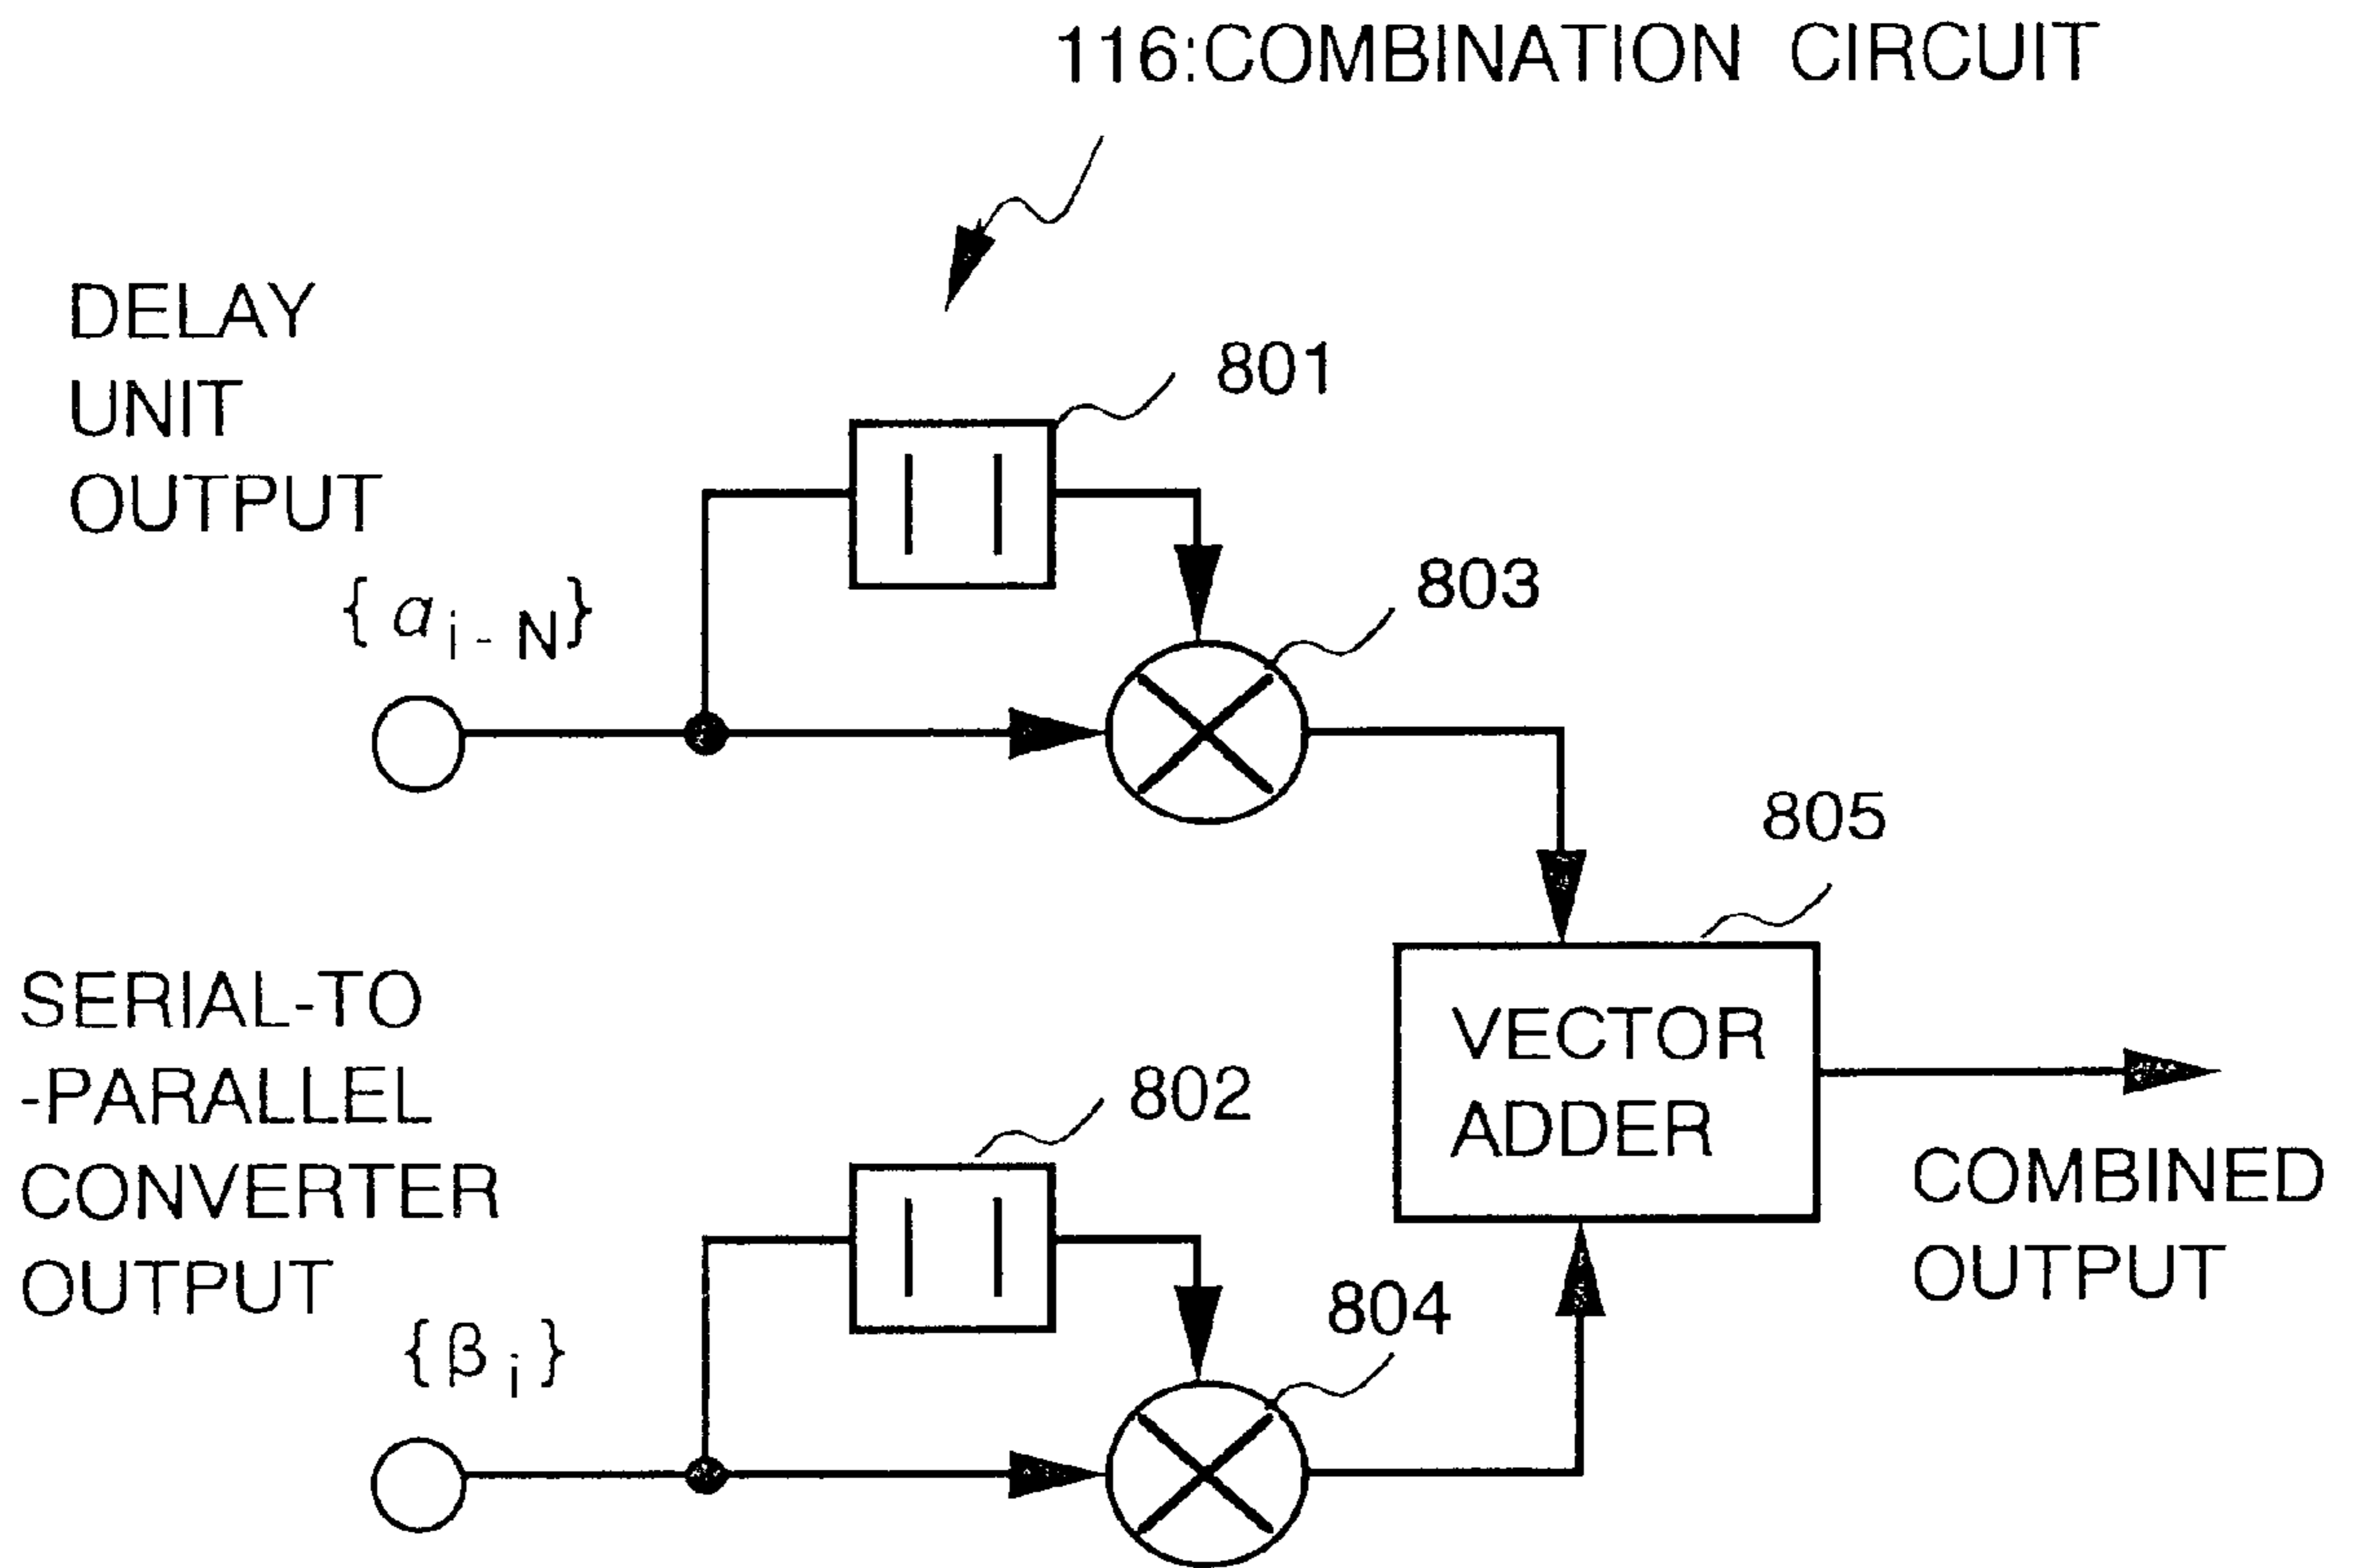 116:COMBINATION CIRCUIT
DELAY
UNIT
OUTPUT
{αi-N}
801
803
805
SERIAL-TO
-PARALLEL
CONVERTER
OUTPUT
{βi}
802
804
VECTOR
ADDER
COMBINED
OUTPUT